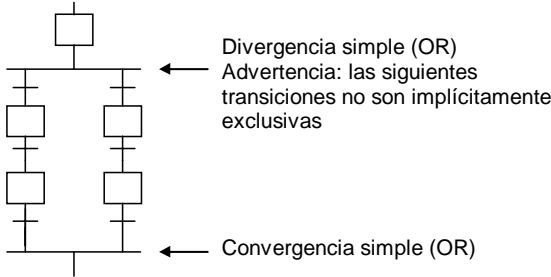 Divergencia simple (OR)
Advertencia: las siguientes
transiciones no son implícitamente
exclusivas
Convergencia simple (OR)